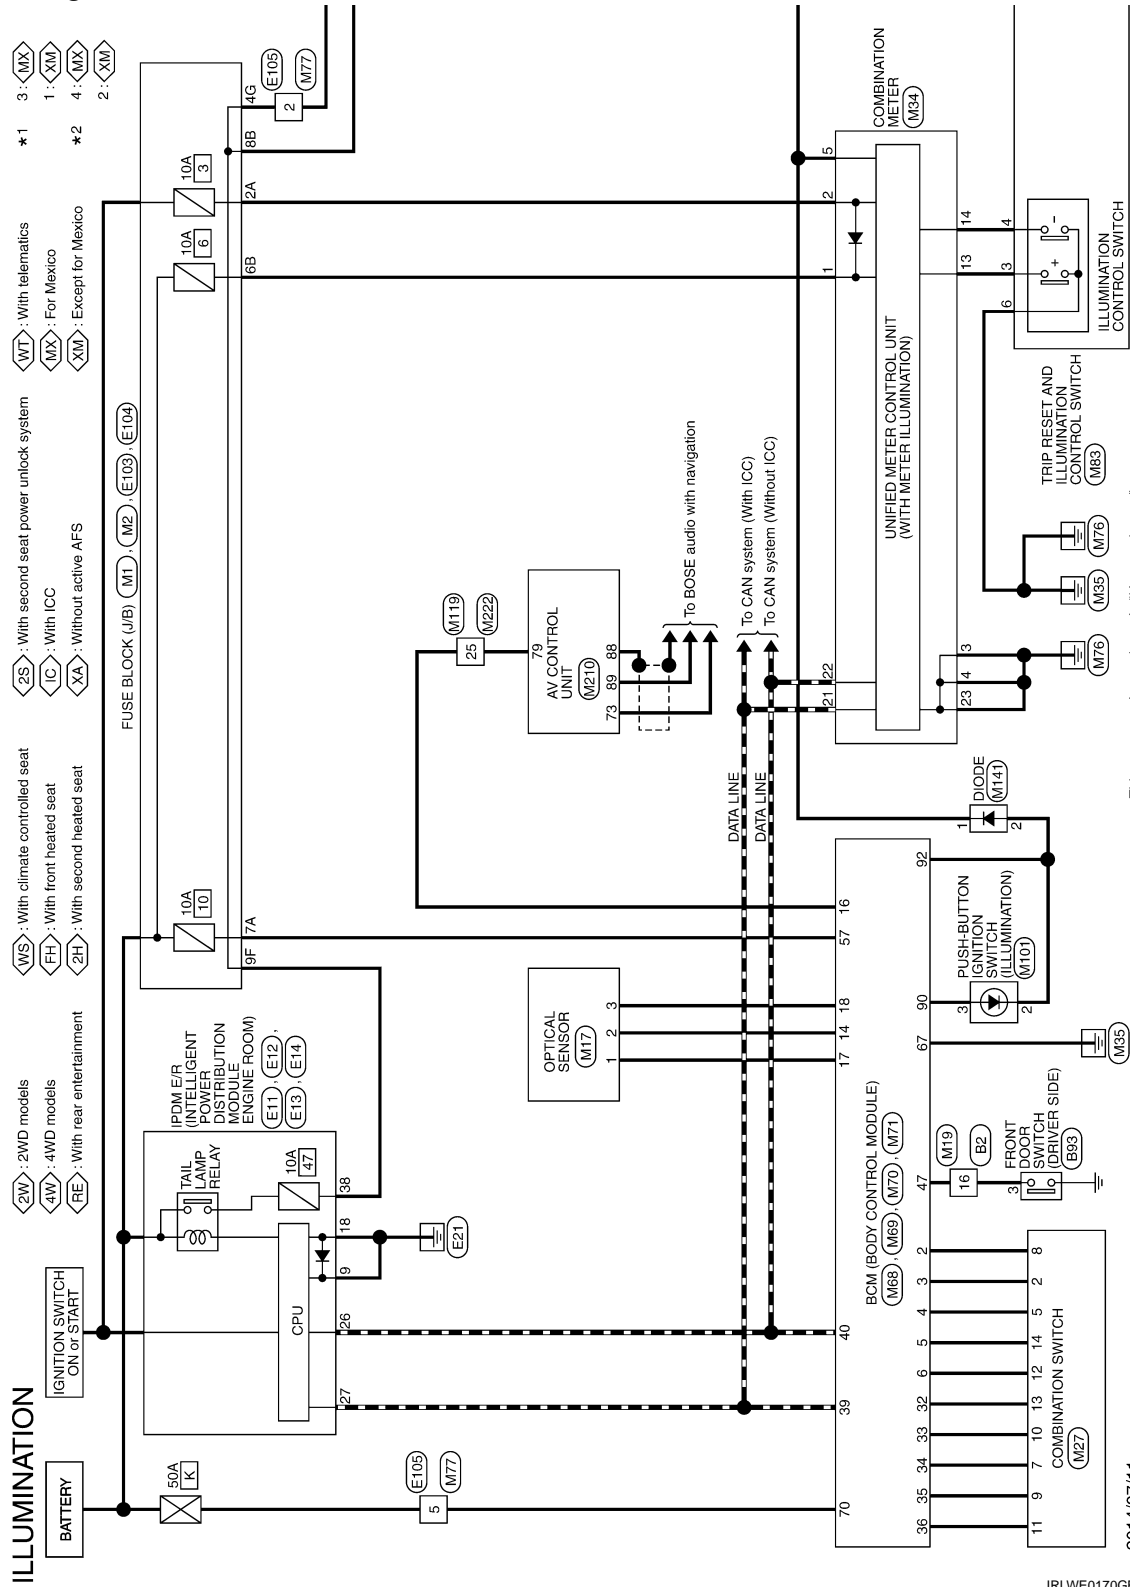 ILLUMINATION
BATTERY
IGNITION SWITCH
ON or START
2W : 2WD models
4W : 4WD models
RE : With rear entertainment
WS : With climate controlled seat
FH : With front heated seat
2H : With second heated seat
2S : With second seat power unlock system
IC : With ICC
XA : Without active AFS
WT : With telematics
MX : For Mexico
XM : Except for Mexico
*1 3 : MX
1 : XM
*2 4 : MX
2 : XM
50A
K
E105
M77
5
IPDM E/R
(INTELLIGENT
POWER
DISTRIBUTION
MODULE
ENGINE ROOM)
E11 , E12 ,
E13 , E14
TAIL
LAMP
RELAY
10A
47
CPU
27
26
9
18
38
E21
FUSE BLOCK (J/B) M1 , M2 , E103 , E104
10A
10
10A
6
10A
3
9F
7A
6B
2A
8B
4G
2
E105
M77
OPTICAL
SENSOR
M17
1
2
3
AV CONTROL
UNIT
M210
79
73
89
88
25
M119
M222
To BOSE audio with navigation
To CAN system (With ICC)
To CAN system (Without ICC)
DATA LINE
DATA LINE
BCM (BODY CONTROL MODULE)
M68 , M69 , M70 , M71
70
39
40
17
14
18
57
16
36
35
34
33
32
6
5
4
3
2
47
67
90
92
COMBINATION SWITCH
M27
11
9
7
10
13
12
14
5
2
8
M19
B2
16
3
FRONT
DOOR
SWITCH
(DRIVER SIDE)
B93
M35
PUSH-BUTTON
IGNITION
SWITCH
(ILLUMINATION)
M101
3
2
DIODE
M141
1
2
COMBINATION
METER
M34
UNIFIED METER CONTROL UNIT
(WITH METER ILLUMINATION)
21
22
1
2
5
23
4
3
13
14
M76
M35
M76
TRIP RESET AND
ILLUMINATION
CONTROL SWITCH
M83
6
3
4
+
-
ILLUMINATION
CONTROL SWITCH